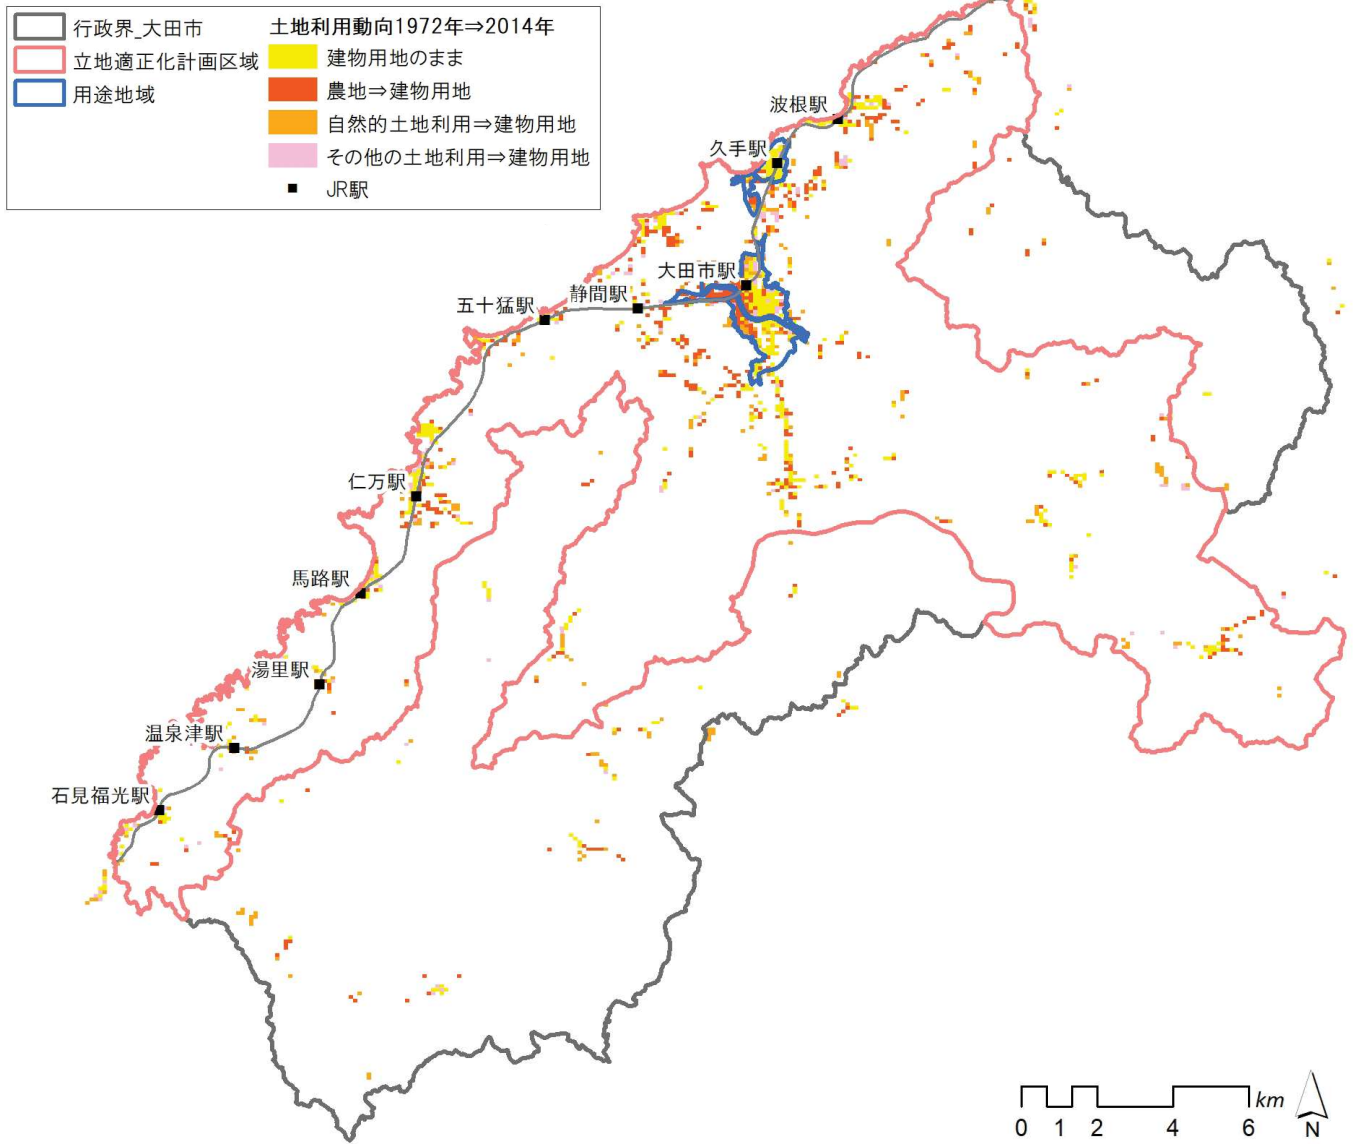 行政界_大田市
立地適正化計画区域
用途地域
土地利用動向1972年⇒2014年
建物用地のまま
農地⇒建物用地
自然的土地利用⇒建物用地
その他の土地利用⇒建物用地
JR駅
波根駅
久手駅
大田市駅
静間駅
五十猛駅
仁万駅
馬路駅
湯里駅
温泉津駅
石見福光駅
km
0 1 2 4 6
N